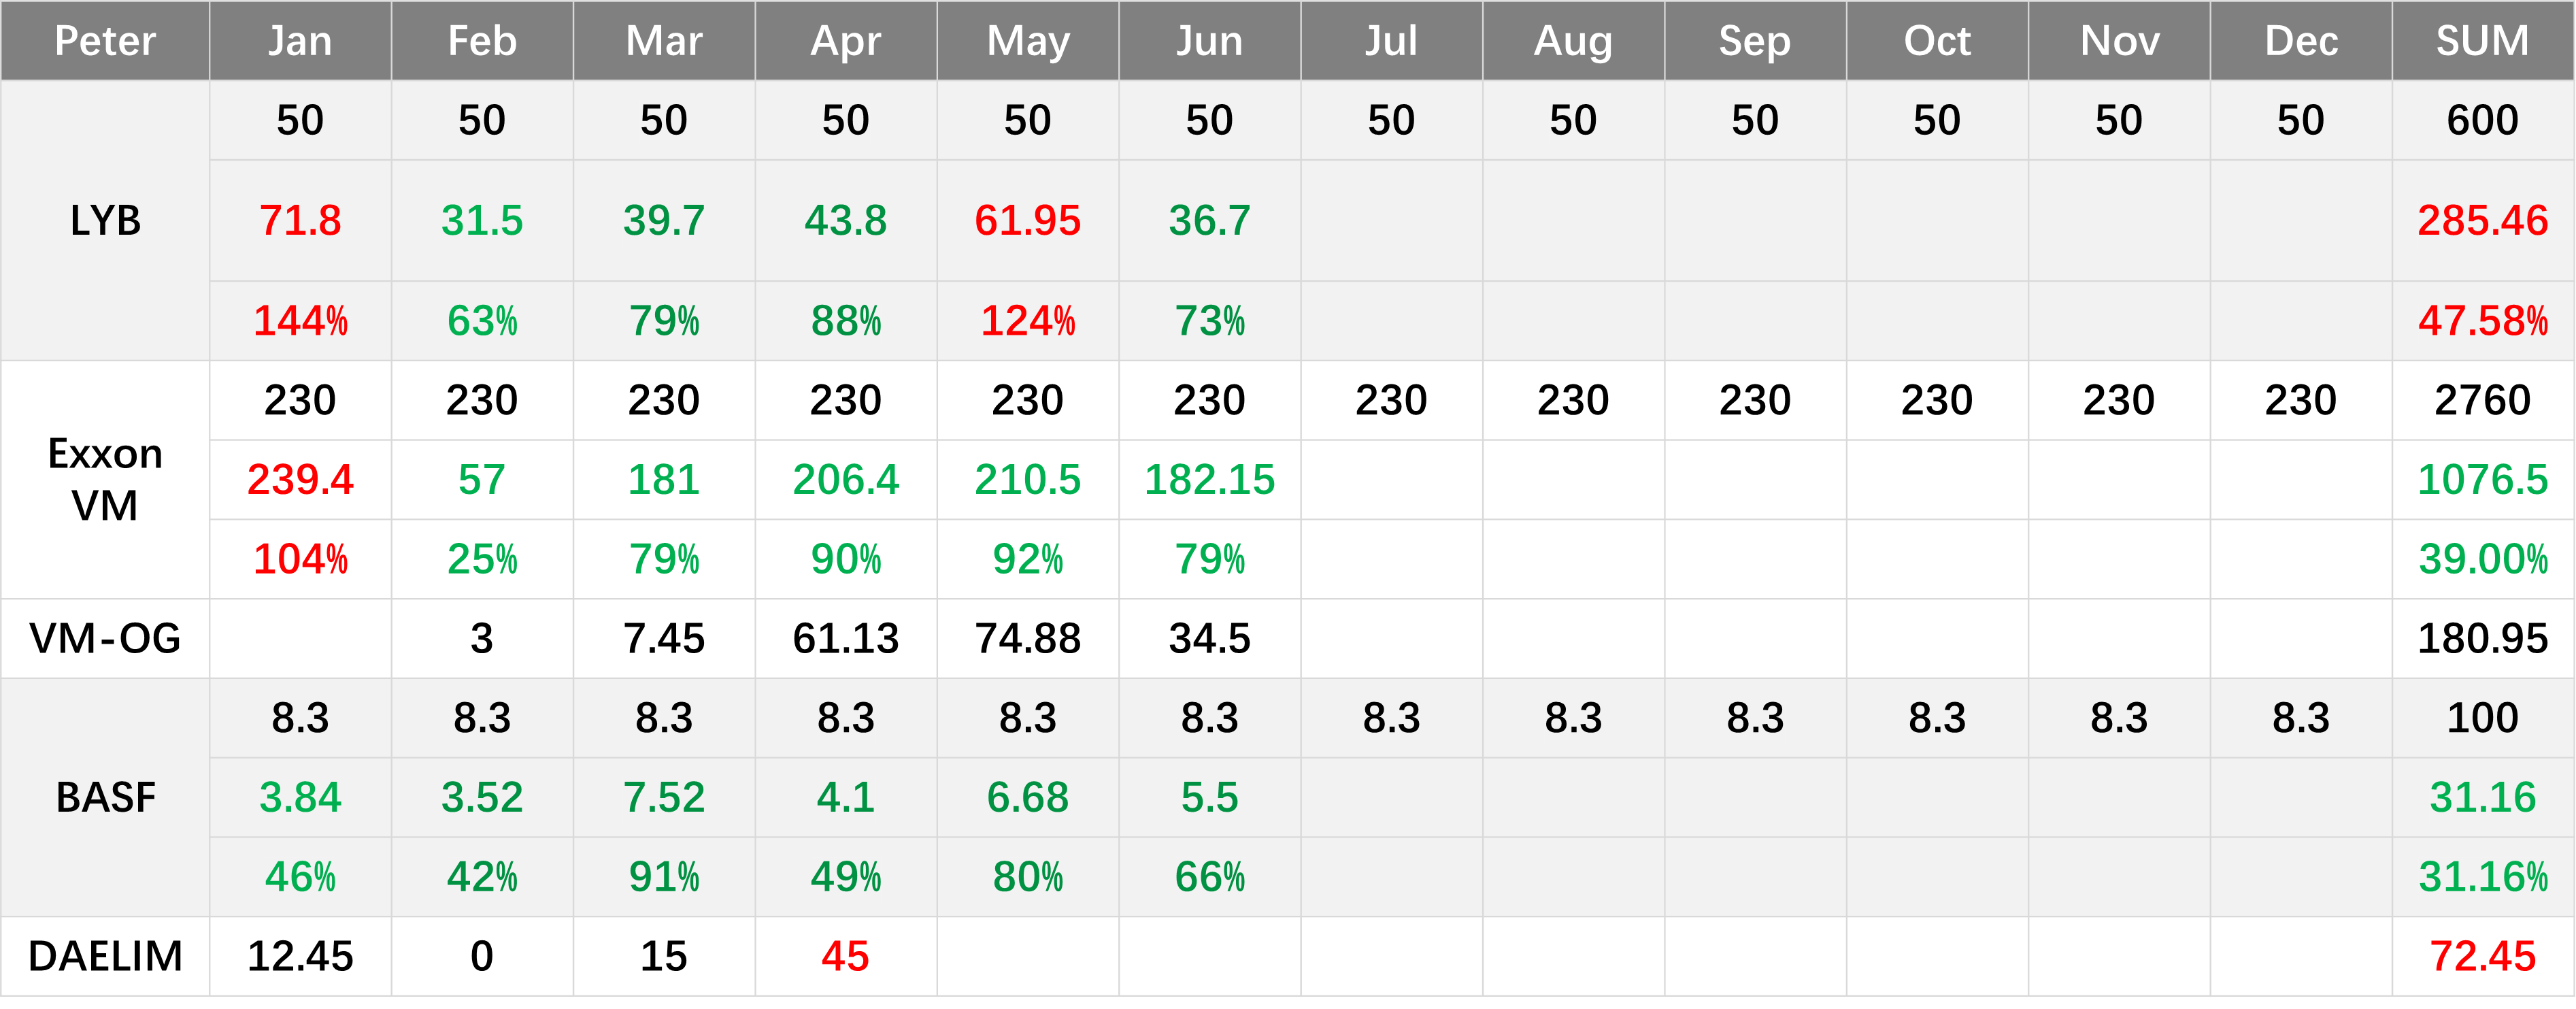 Peter Jan Feb Mar Apr May Jun Jul Aug Sep Oct Nov Dec SUM
LYB
50 50 50 50 50 50 50 50 50 50 50 50 600
71.8 31.5 39.7 43.8 61.95 36.7 285.46
144% 63% 79% 88% 124% 73% 47.58%
Exxon
VM
230 230 230 230 230 230 230 230 230 230 230 230 2760
239.4 57 181 206.4 210.5 182.15 1076.5
104% 25% 79% 90% 92% 79% 39.00%
VM-OG 3 7.45 61.13 74.88 34.5 180.95
BASF
8.3 8.3 8.3 8.3 8.3 8.3 8.3 8.3 8.3 8.3 8.3 8.3 100
3.84 3.52 7.52 4.1 6.68 5.5 31.16
46% 42% 91% 49% 80% 66% 31.16%
DAELIM 12.45 0 15 45 72.45